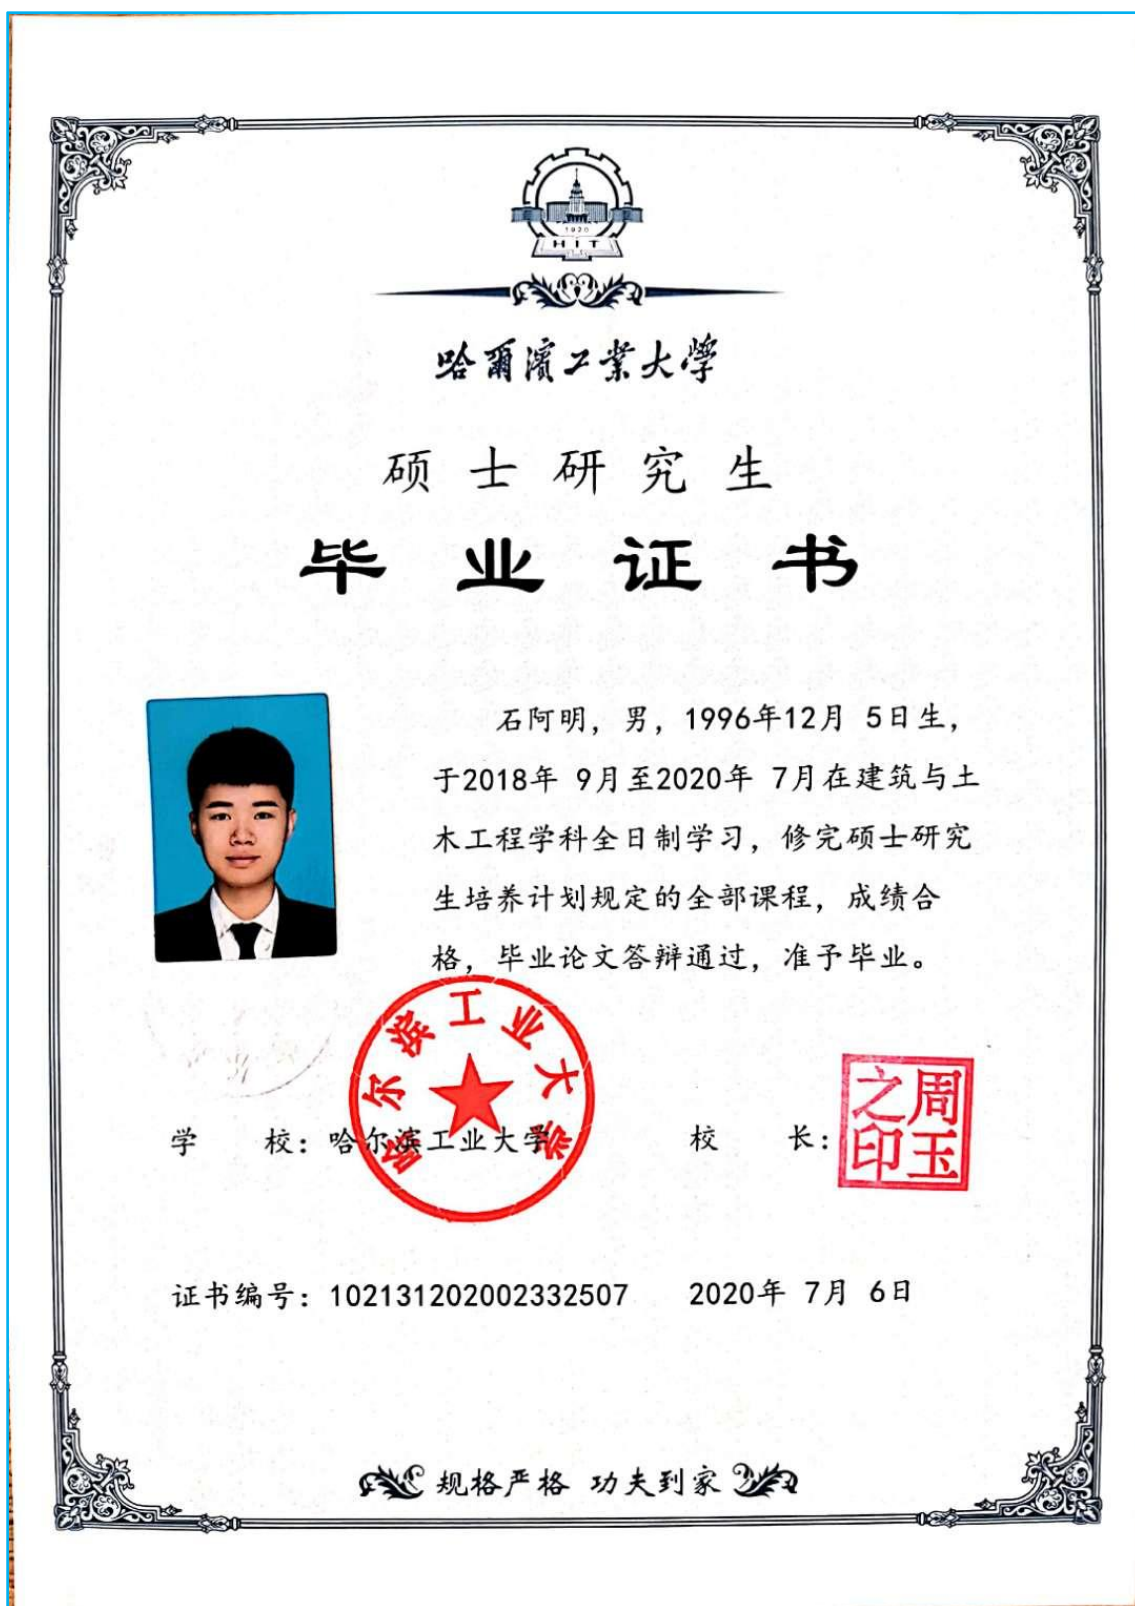 1920
HIT
哈爾濱工業大學
硕士研究生
毕业证书
石阿明，男，1996年12月 5日生，
于2018年 9月至2020年 7月在建筑与土
木工程学科全日制学习，修完硕士研究
生培养计划规定的全部课程，成绩合
格，毕业论文答辩通过，准予毕业。
哈尔滨工业大学
学 校：哈尔滨工业大学
校 长：
周玉之印
证书编号：102131202002332507
2020年 7月 6日
规格严格 功夫到家